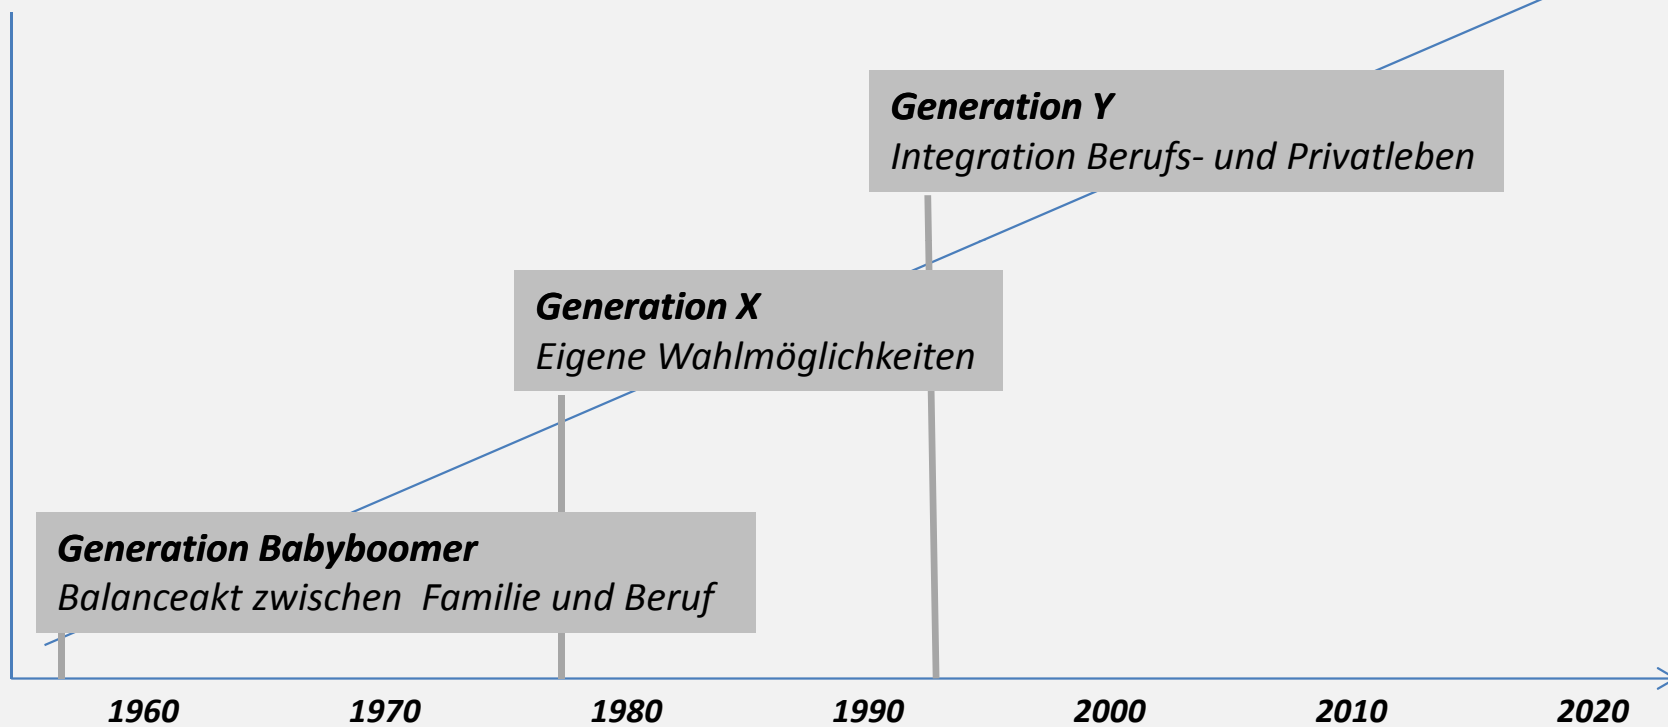 Generation Y
Integration Berufs- und Privatleben
Generation X
Eigene Wahlmöglichkeiten
Generation Babyboomer
Balanceakt zwischen  Familie und Beruf
1960 1970 1980 1990 2000 2010 2020